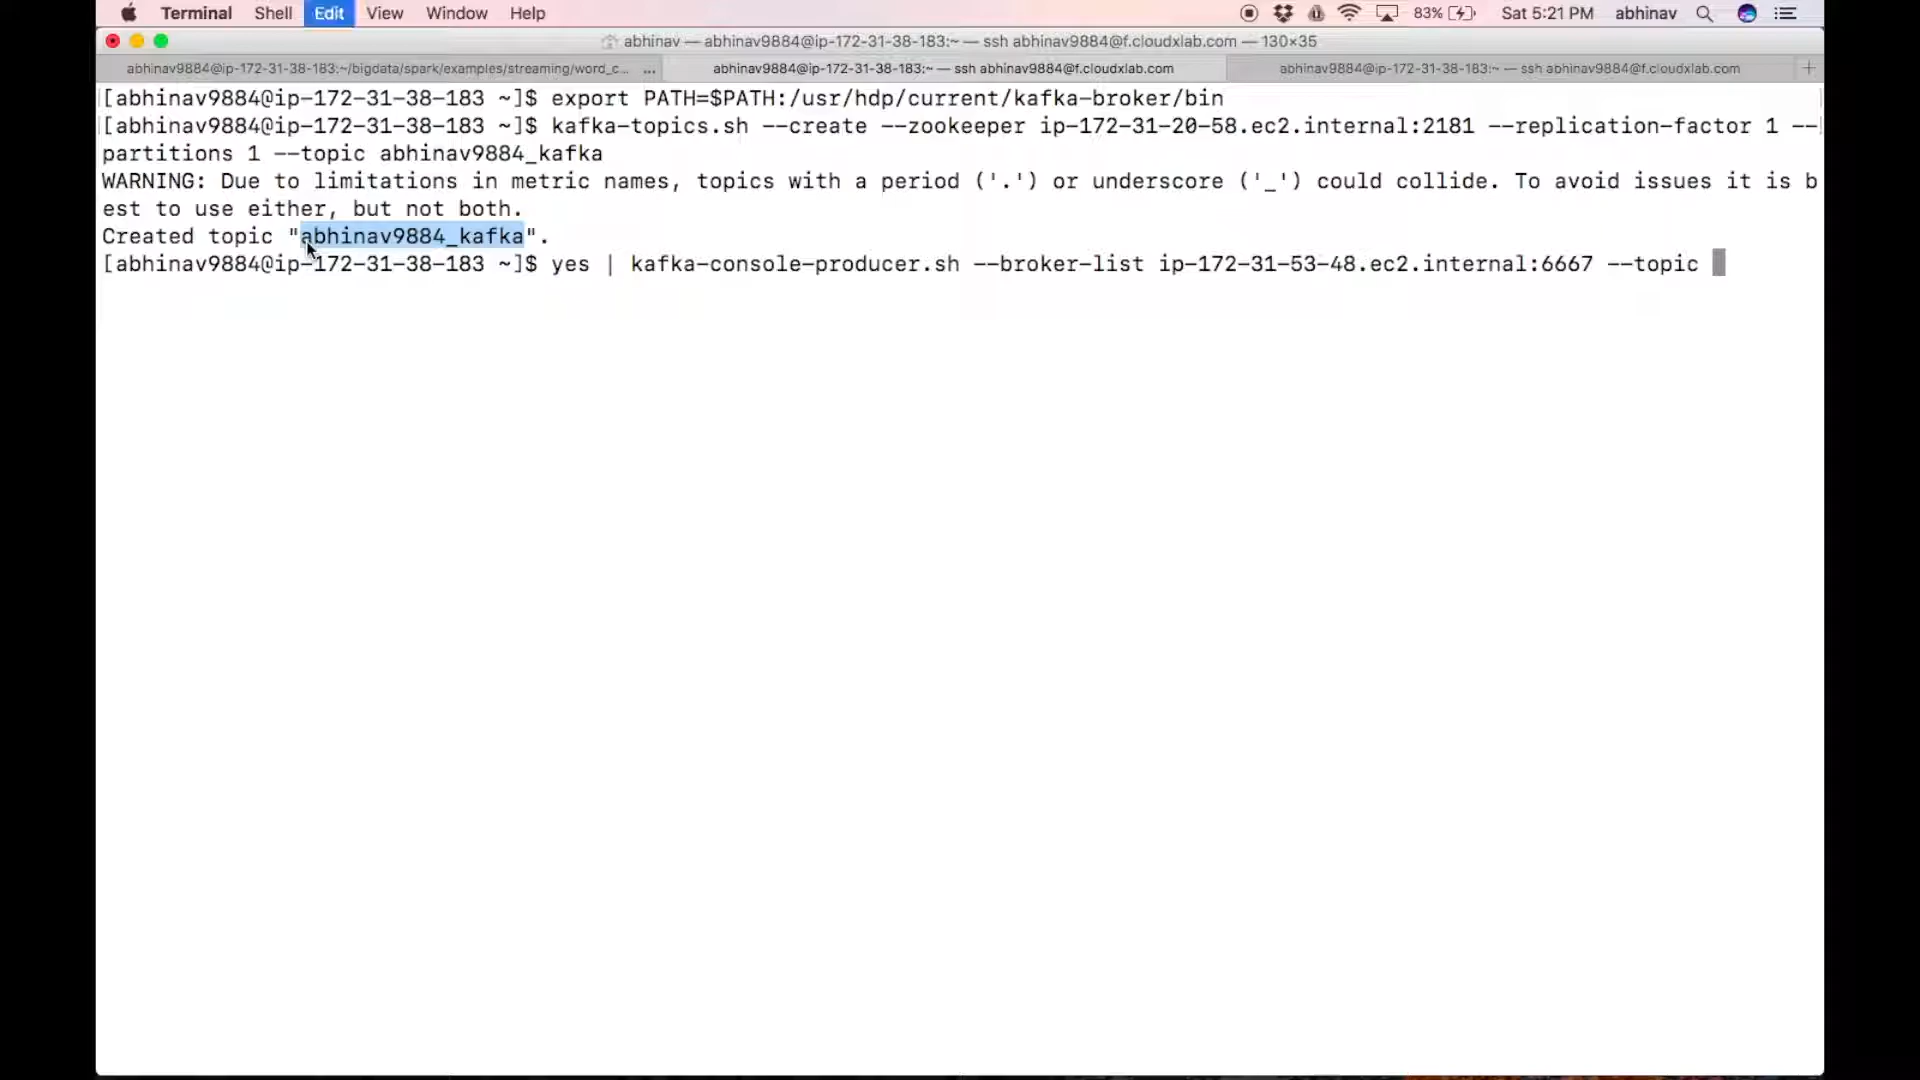 Terminal Shell Edit View Window Help 83% Sat 5:21 PM abhinav
abhinav — abhinav9884@ip-172-31-38-183:~ — ssh abhinav9884@f.cloudxlab.com — 130×35
abhinav9884@ip-172-31-38-183:~/bigdata/spark/examples/streaming/word_c... ... abhinav9884@ip-172-31-38-183:~ — ssh abhinav9884@f.cloudxlab.com abhinav9884@ip-172-31-38-183:~ — ssh abhinav9884@f.cloudxlab.com +
[abhinav9884@ip-172-31-38-183 ~]$ export PATH=$PATH:/usr/hdp/current/kafka-broker/bin
[abhinav9884@ip-172-31-38-183 ~]$ kafka-topics.sh --create --zookeeper ip-172-31-20-58.ec2.internal:2181 --replication-factor 1 --
partitions 1 --topic abhinav9884_kafka
WARNING: Due to limitations in metric names, topics with a period ('.') or underscore ('_') could collide. To avoid issues it is b
est to use either, but not both.
Created topic "abhinav9884_kafka".
[abhinav9884@ip-172-31-38-183 ~]$ yes | kafka-console-producer.sh --broker-list ip-172-31-53-48.ec2.internal:6667 --topic